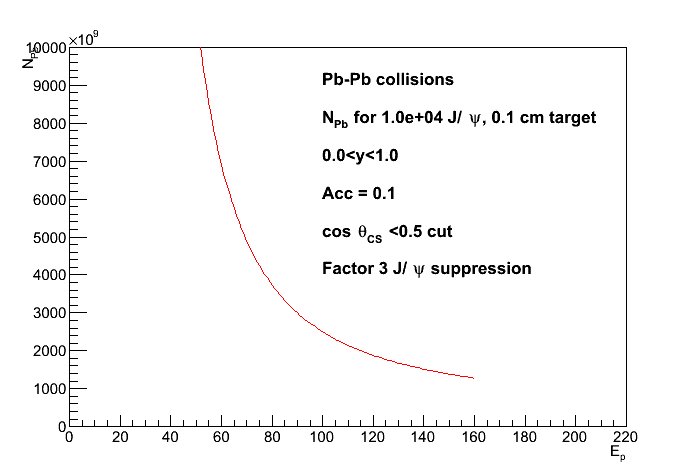 ×10⁹
N_Pb
10000
9000
8000
7000
6000
5000
4000
3000
2000
1000
0
Pb-Pb collisions
N_Pb for 1.0e+04 J/ ψ, 0.1 cm target
0.0<y<1.0
Acc = 0.1
cos θ_CS <0.5 cut
Factor 3 J/ ψ suppression
0 20 40 60 80 100 120 140 160 180 200 220
E_p